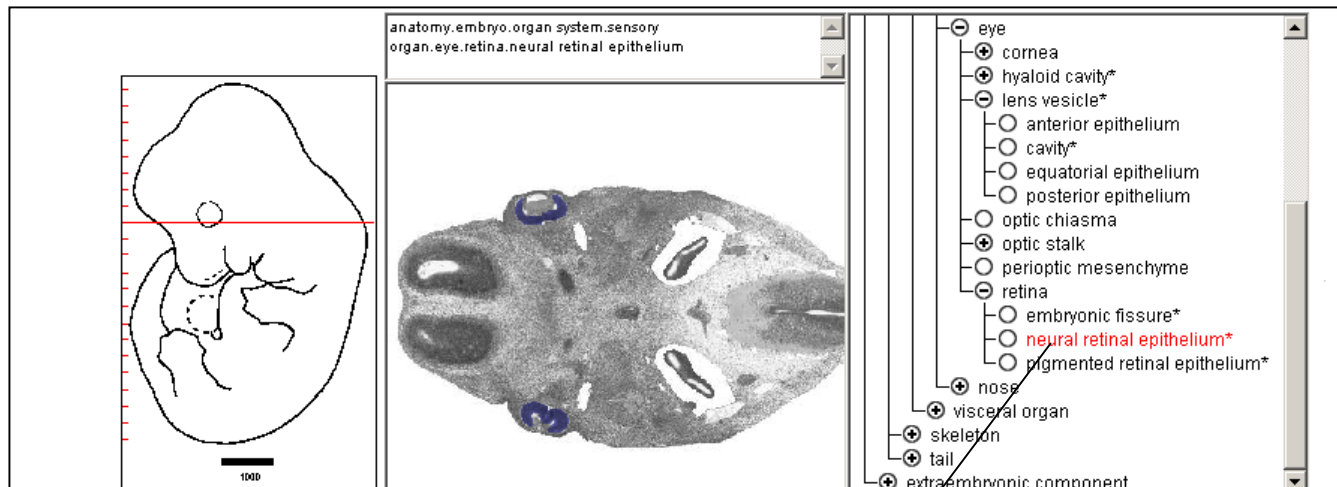 anatomy.embryo.organ system.sensory
organ.eye.retina.neural retinal epithelium
1000
eye
cornea
hyaloid cavity*
lens vesicle*
anterior epithelium
cavity*
equatorial epithelium
posterior epithelium
optic chiasma
optic stalk
perioptic mesenchyme
retina
embryonic fissure*
neural retinal epithelium*
pigmented retinal epithelium*
nose
visceral organ
skeleton
tail
extraembryonic component